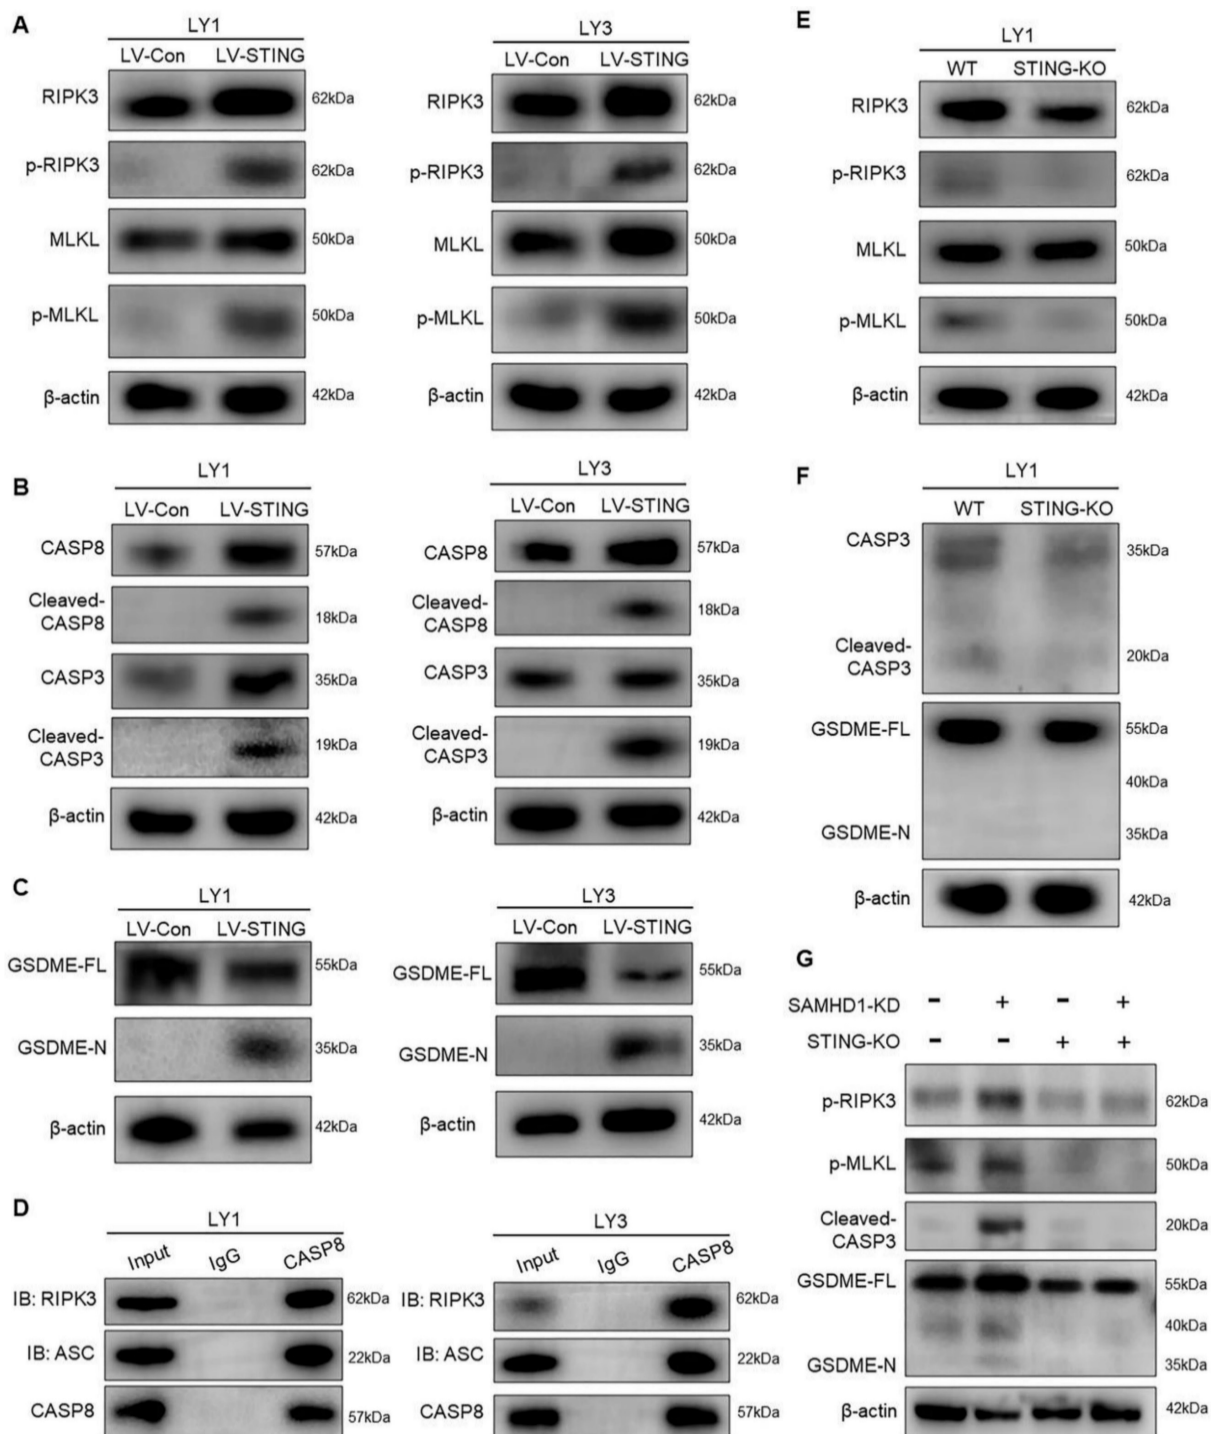 A
LY1
LV-Con LV-STING
RIPK3 62kDa
p-RIPK3 62kDa
MLKL 50kDa
p-MLKL 50kDa
β-actin 42kDa
LY3
LV-Con LV-STING
RIPK3 62kDa
p-RIPK3 62kDa
MLKL 50kDa
p-MLKL 50kDa
β-actin 42kDa
B
LY1
LV-Con LV-STING
CASP8 57kDa
Cleaved-
CASP8 18kDa
CASP3 35kDa
Cleaved-
CASP3 19kDa
β-actin 42kDa
LY3
LV-Con LV-STING
CASP8 57kDa
Cleaved-
CASP8 18kDa
CASP3 35kDa
Cleaved-
CASP3 19kDa
β-actin 42kDa
C
LY1
LV-Con LV-STING
GSDME-FL 55kDa
GSDME-N 35kDa
β-actin 42kDa
LY3
LV-Con LV-STING
GSDME-FL 55kDa
GSDME-N 35kDa
β-actin 42kDa
D
LY1
Input IgG CASP8
IB: RIPK3 62kDa
IB: ASC 22kDa
CASP8 57kDa
LY3
Input IgG CASP8
IB: RIPK3 62kDa
IB: ASC 22kDa
CASP8 57kDa
E
LY1
WT STING-KO
RIPK3 62kDa
p-RIPK3 62kDa
MLKL 50kDa
p-MLKL 50kDa
β-actin 42kDa
F
LY1
WT STING-KO
CASP3 35kDa
Cleaved-
CASP3 20kDa
GSDME-FL 55kDa
40kDa
GSDME-N 35kDa
β-actin 42kDa
G
SAMHD1-KD - + - +
STING-KO - - + +
p-RIPK3 62kDa
p-MLKL 50kDa
Cleaved-
CASP3 20kDa
GSDME-FL 55kDa
40kDa
GSDME-N 35kDa
β-actin 42kDa